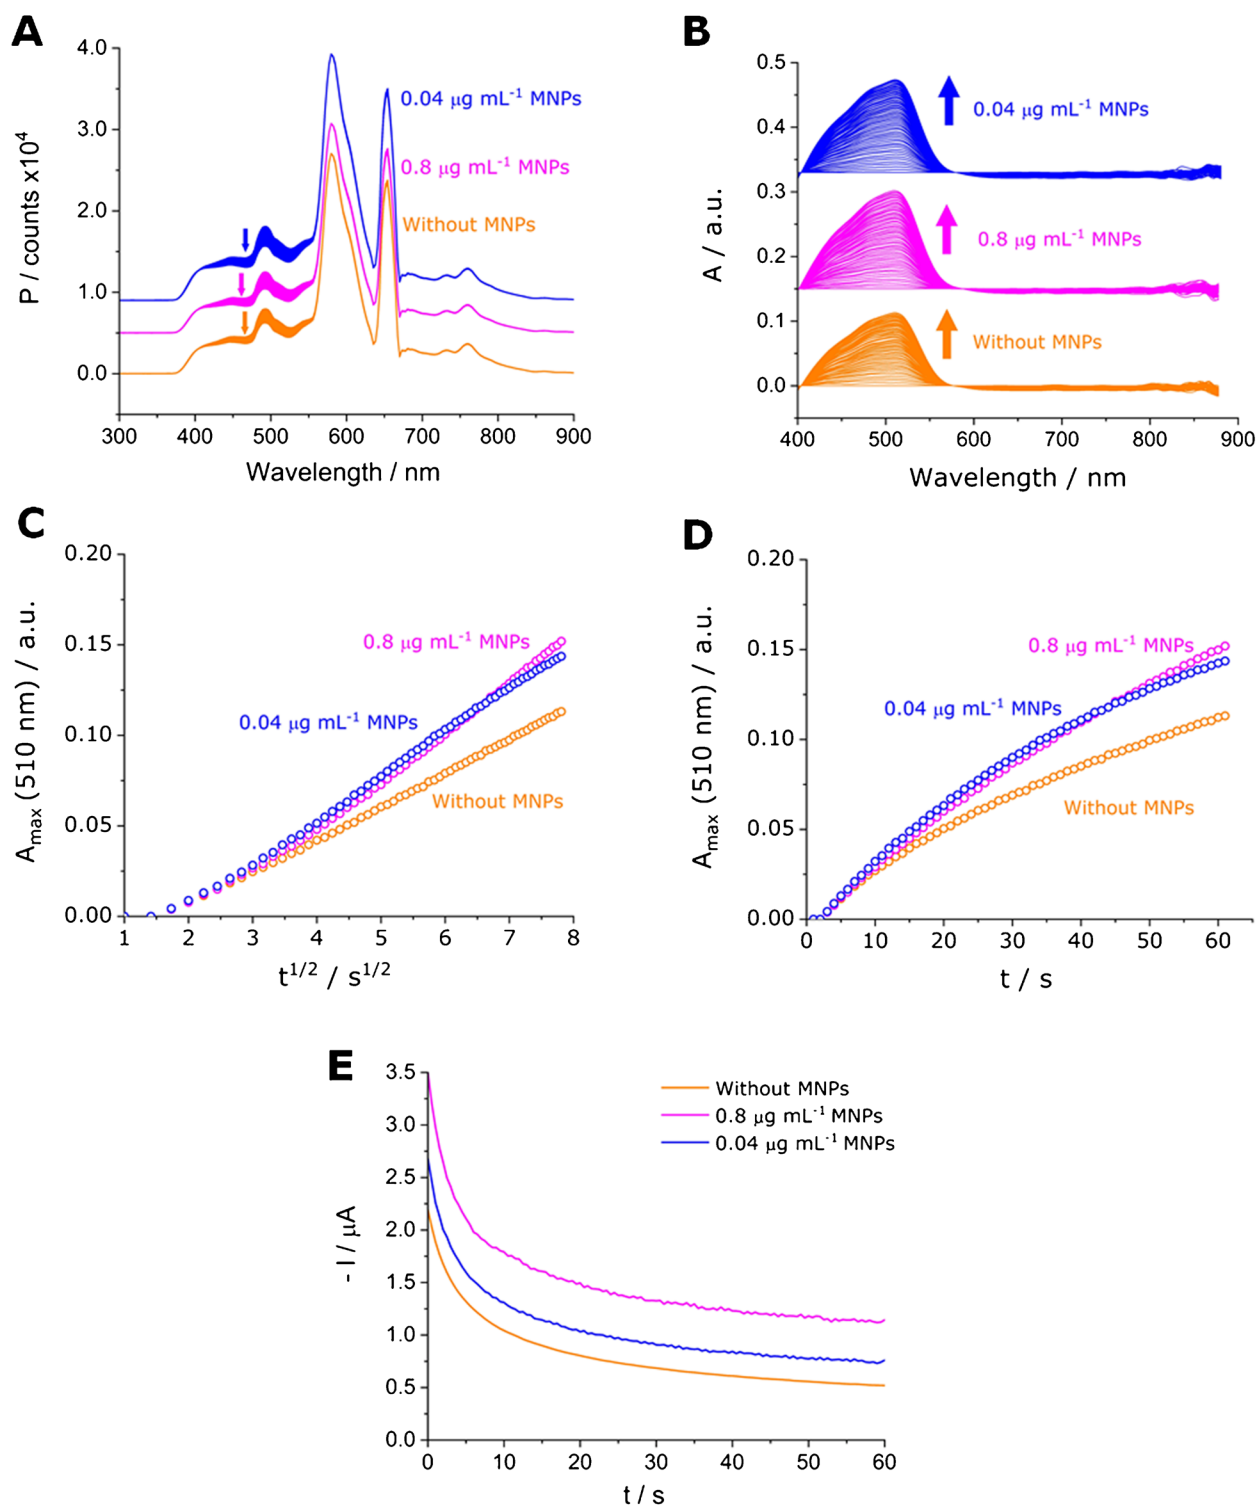 A
P / counts x10⁴
4.0
3.0
2.0
1.0
0.0
0.04 µg mL⁻¹ MNPs
0.8 µg mL⁻¹ MNPs
Without MNPs
300 400 500 600 700 800 900
Wavelength / nm
B
A / a.u.
0.5
0.4
0.3
0.2
0.1
0.0
0.04 µg mL⁻¹ MNPs
0.8 µg mL⁻¹ MNPs
Without MNPs
400 500 600 700 800 900
Wavelength / nm
C
A_max (510 nm) / a.u.
0.20
0.15
0.10
0.05
0.00
0.8 µg mL⁻¹ MNPs
0.04 µg mL⁻¹ MNPs
Without MNPs
1 2 3 4 5 6 7 8
t^1/2 / s^1/2
D
A_max (510 nm) / a.u.
0.20
0.15
0.10
0.05
0.00
0.8 µg mL⁻¹ MNPs
0.04 µg mL⁻¹ MNPs
Without MNPs
0 10 20 30 40 50 60
t / s
E
- I / µA
3.5
3.0
2.5
2.0
1.5
1.0
0.5
0.0
Without MNPs
0.8 µg mL⁻¹ MNPs
0.04 µg mL⁻¹ MNPs
0 10 20 30 40 50 60
t / s